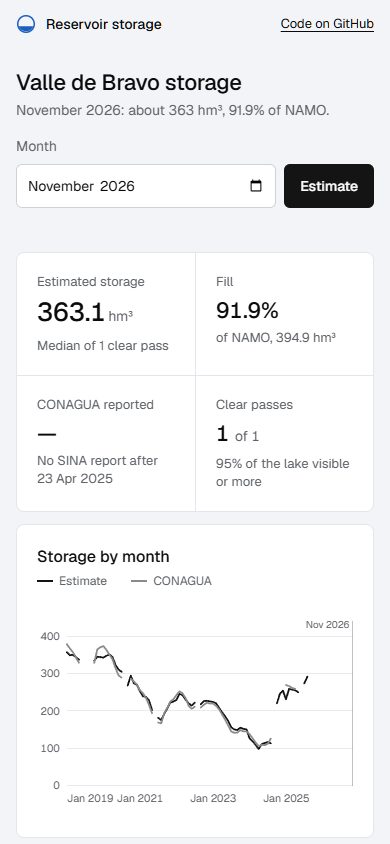 Reservoir storage
Code on GitHub
Valle de Bravo storage
November 2026: about 363 hm³, 91.9% of NAMO.
Month
November 2026
Estimate
Estimated storage
363.1 hm³
Median of 1 clear pass
Fill
91.9%
of NAMO, 394.9 hm³
CONAGUA reported
—
No SINA report after
23 Apr 2025
Clear passes
1 of 1
95% of the lake visible
or more
Storage by month
Estimate
CONAGUA
Nov 2026
400
300
200
100
0
Jan 2019
Jan 2021
Jan 2023
Jan 2025